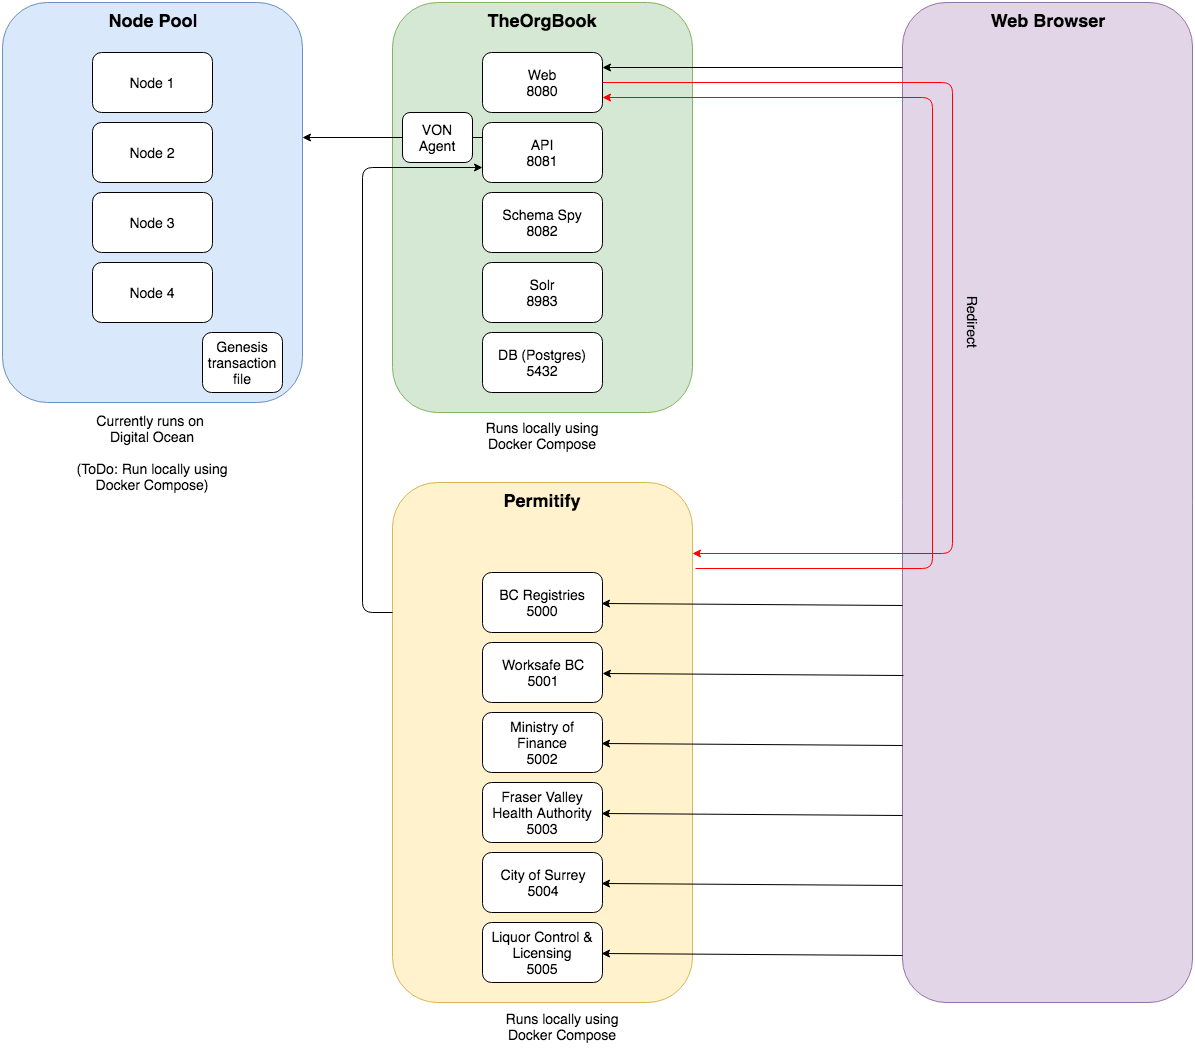 Node Pool
Node 1
Node 2
Node 3
Node 4
Genesis
transaction
file
Currently runs on
Digital Ocean
(ToDo: Run locally using
Docker Compose)
TheOrgBook
Web
8080
VON
Agent
API
8081
Schema Spy
8082
Solr
8983
DB (Postgres)
5432
Runs locally using
Docker Compose
Permitify
BC Registries
5000
Worksafe BC
5001
Ministry of
Finance
5002
Fraser Valley
Health Authority
5003
City of Surrey
5004
Liquor Control &
Licensing
5005
Runs locally using
Docker Compose
Web Browser
Redirect